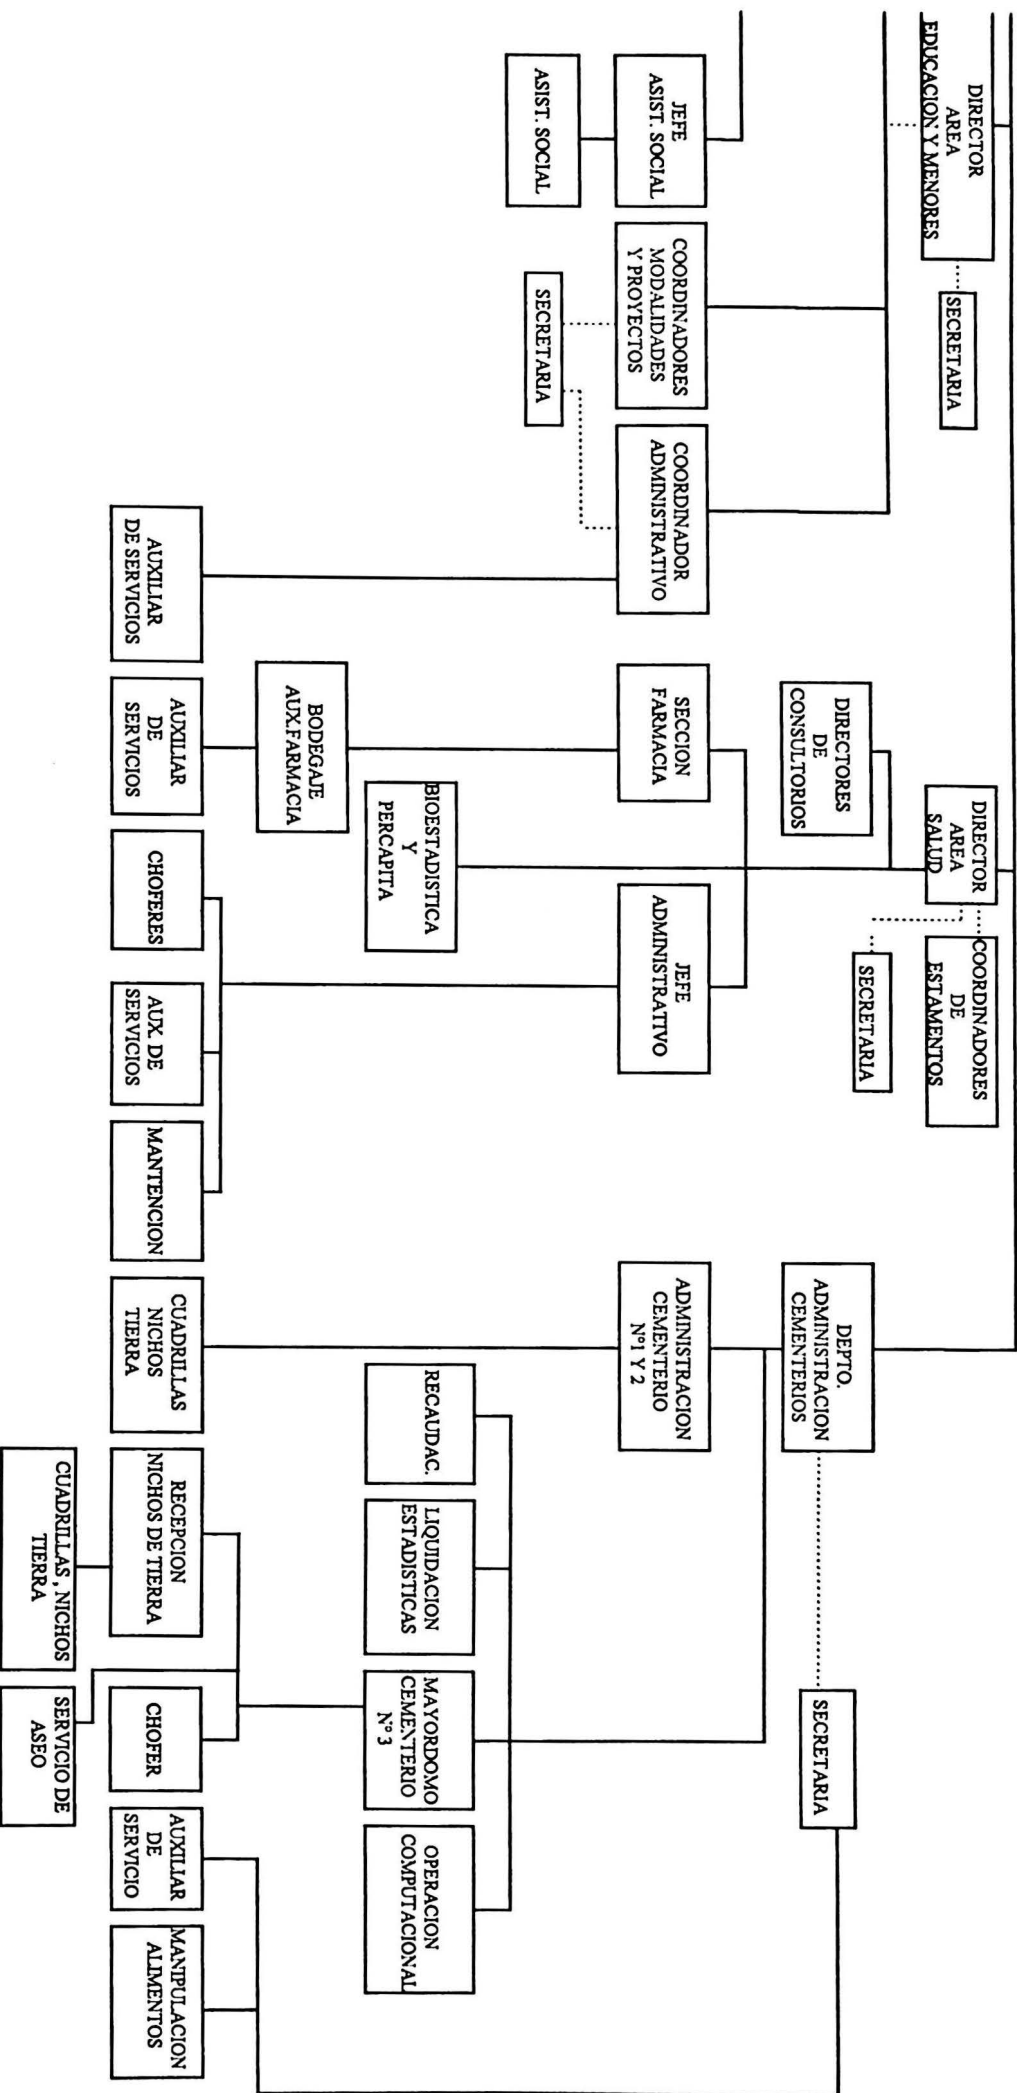 DIRECTOR
AREA
EDUCACION Y MENORES
SECRETARIA
DIRECTOR
AREA
SALUD
COORDINADORES
DE
ESTAMENTOS
SECRETARIA
DIRECTORES
DE
CONSULTORIOS
DEPTO.
ADMINISTRACION
CEMENTERIOS
SECRETARIA
JEFE
ASIST. SOCIAL
COORDINADORES
MODALIDADES
Y PROYECTOS
COORDINADOR
ADMINISTRATIVO
SECCION
FARMACIA
JEFE
ADMINISTRATIVO
ADMINISTRACION
CEMENTERIO
Nº1 Y 2
ASIST. SOCIAL
SECRETARIA
BIOESTADISTICA
Y
PERCAPITA
RECAUDAC.
LIQUIDACION
ESTADISTICAS
MAYORDOMO
CEMENTERIO
Nº 3
OPERACION
COMPUTACIONAL
BODEGAJE
AUX.FARMACIA
AUXILIAR
DE SERVICIOS
AUXILIAR
DE
SERVICIOS
CHOFERES
AUX. DE
SERVICIOS
MANTENCION
CUADRILLAS
NICHOS
TIERRA
RECEPCION
NICHOS DE TIERRA
CHOFER
AUXILIAR
DE
SERVICIO
MANIPULACION
ALIMENTOS
CUADRILLAS , NICHOS
TIERRA
SERVICIO DE
ASEO